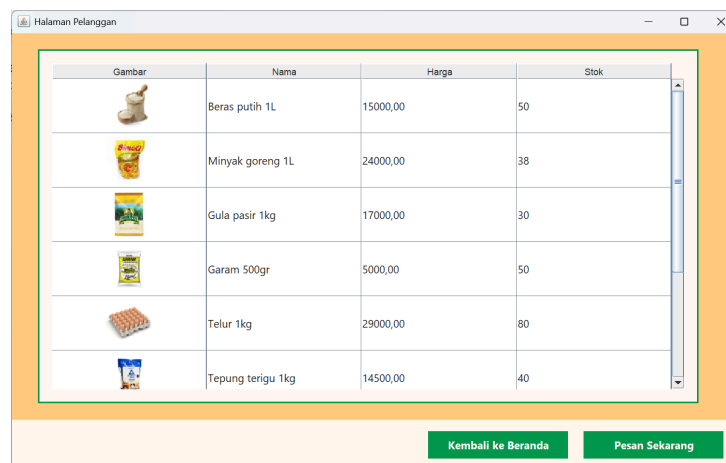 Halaman Pelanggan
Gambar Nama Harga Stok
Beras putih 1L 15000,00 50
Bimoli
Minyak goreng 1L 24000,00 38
Gula pasir 1kg 17000,00 30
Garam 500gr 5000,00 50
Telur 1kg 29000,00 80
Tepung terigu 1kg 14500,00 40
Kembali ke Beranda Pesan Sekarang